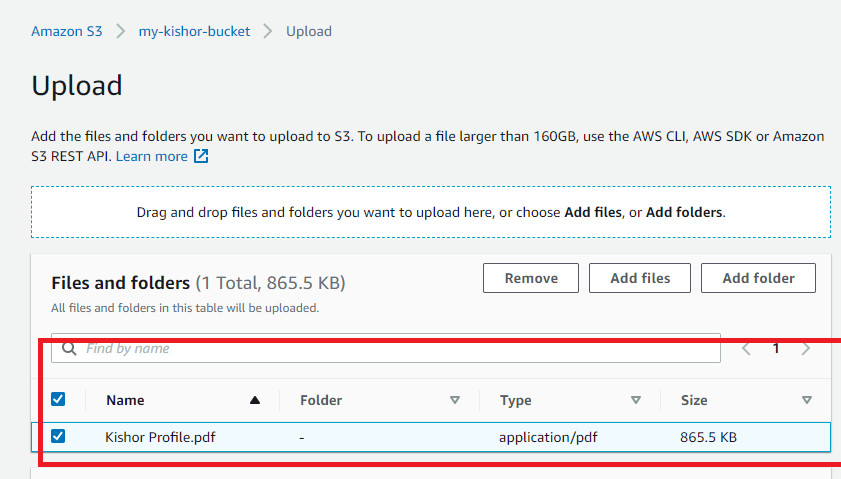 Amazon S3 > my-kishor-bucket > Upload
Upload
Add the files and folders you want to upload to S3. To upload a file larger than 160GB, use the AWS CLI, AWS SDK or Amazon
S3 REST API. Learn more
Drag and drop files and folders you want to upload here, or choose Add files, or Add folders.
Files and folders (1 Total, 865.5 KB) Remove Add files Add folder
All files and folders in this table will be uploaded.
Find by name < 1 >
Name Folder Type Size
Kishor Profile.pdf - application/pdf 865.5 KB